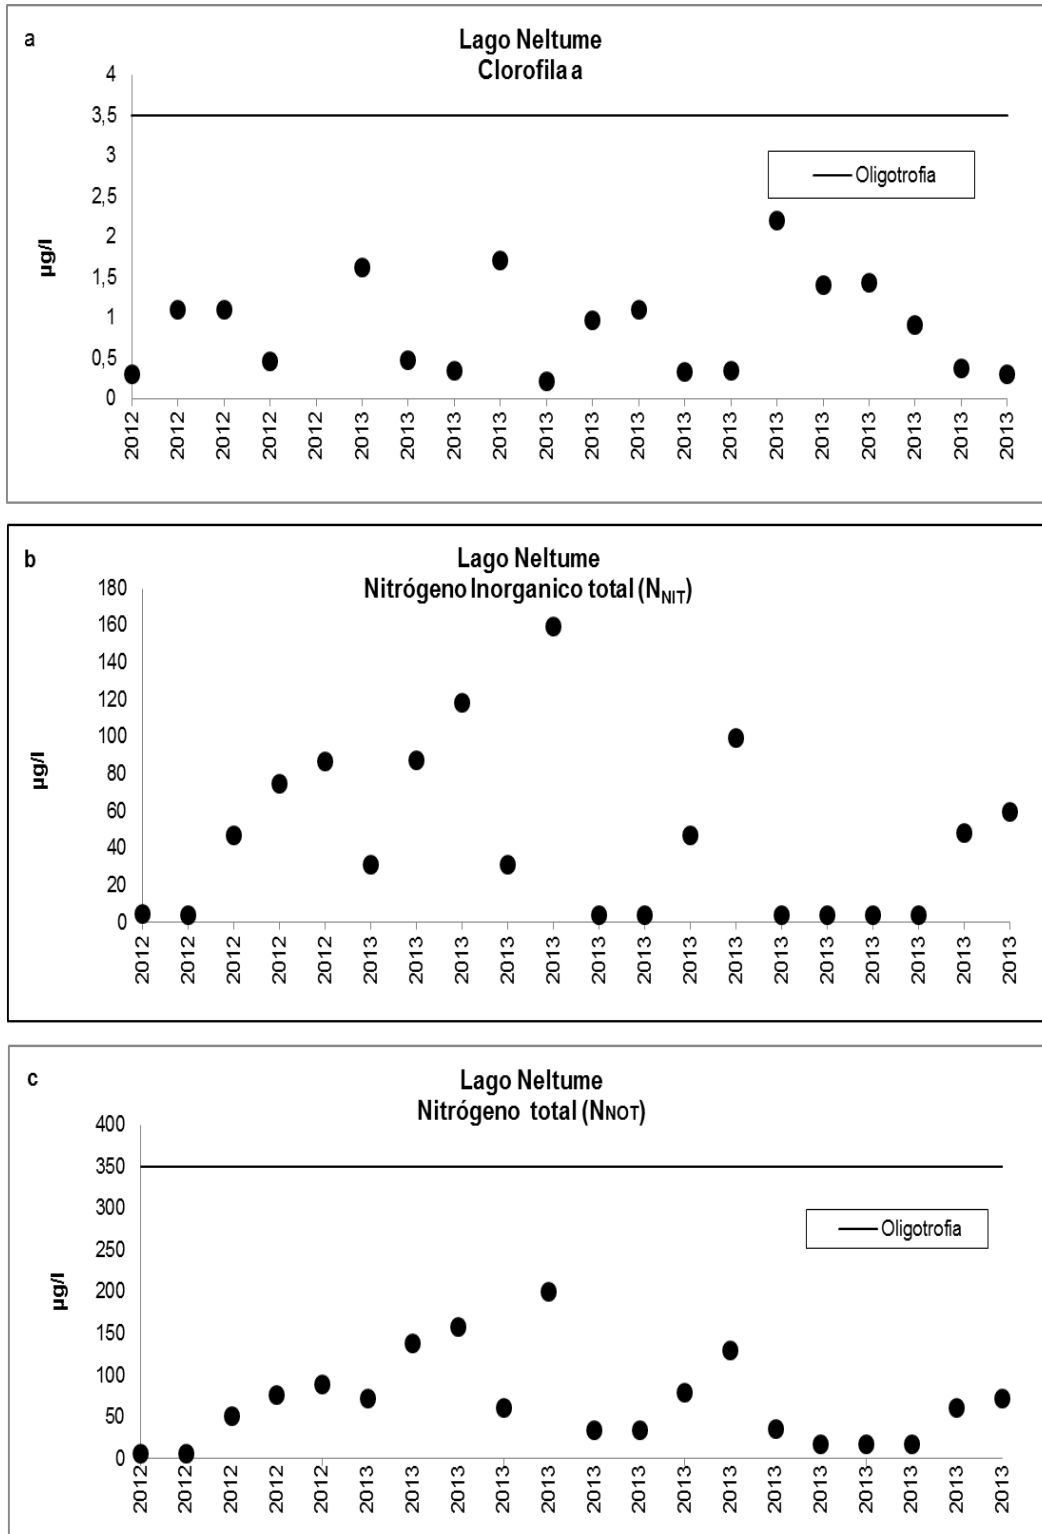 a
Lago Neltume
Clorofila a
4
3,5
3
2,5
2
1,5
1
0,5
0
µg/l
Oligotrofia
2012 2012 2012 2012 2012 2013 2013 2013 2013 2013 2013 2013 2013 2013 2013 2013 2013 2013 2013 2013
b
Lago Neltume
Nitrógeno Inorganico total (NNIT)
180
160
140
120
100
80
60
40
20
0
µg/l
2012 2012 2012 2012 2012 2013 2013 2013 2013 2013 2013 2013 2013 2013 2013 2013 2013 2013 2013 2013
c
Lago Neltume
Nitrógeno total (NNOT)
400
350
300
250
200
150
100
50
0
µg/l
Oligotrofia
2012 2012 2012 2012 2012 2013 2013 2013 2013 2013 2013 2013 2013 2013 2013 2013 2013 2013 2013 2013